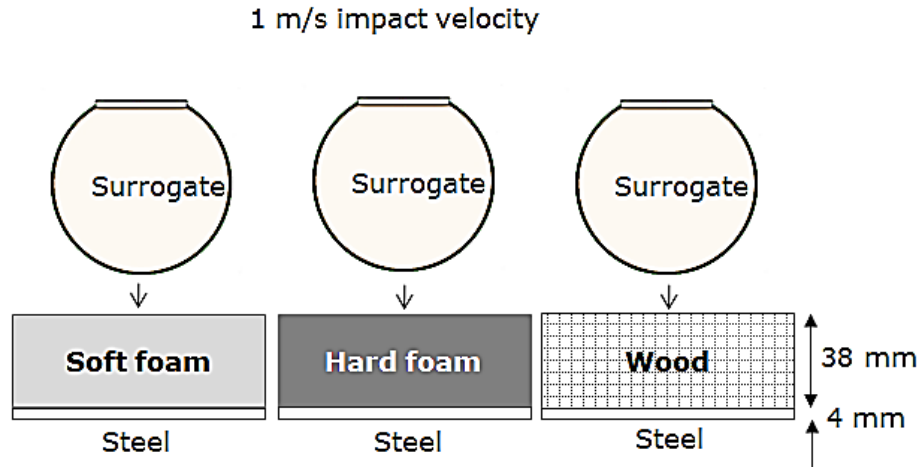 1 m/s impact velocity
Surrogate
Surrogate
Surrogate
Soft foam
Hard foam
Wood
38 mm
4 mm
Steel
Steel
Steel